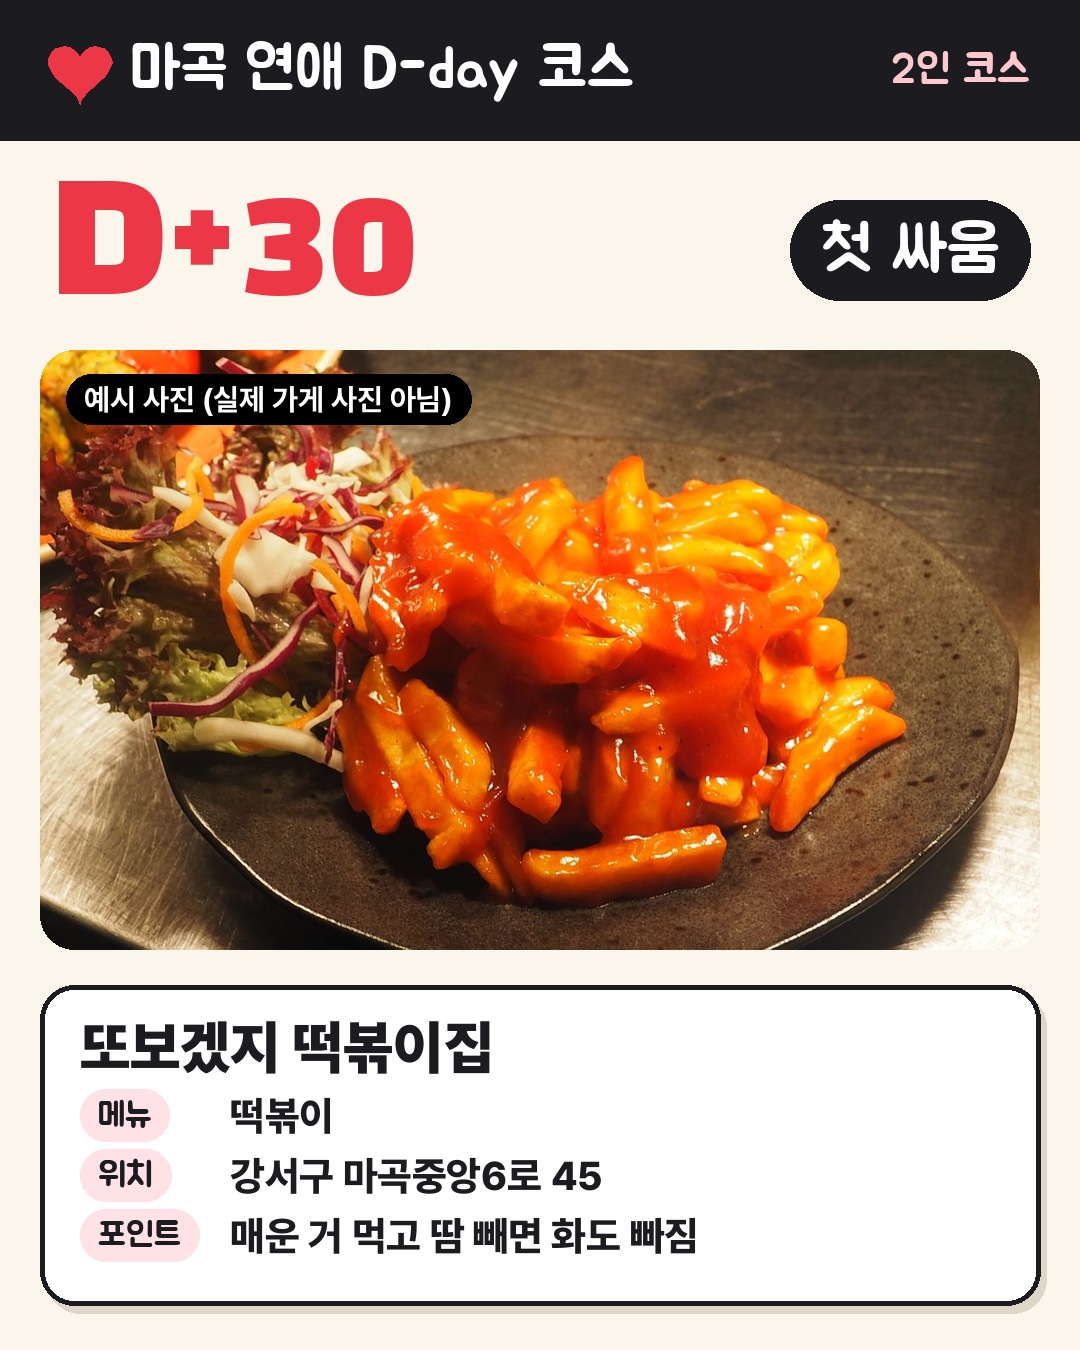 마곡 연애 D-day 코스
2인 코스
D+30
첫 싸움
예시 사진 (실제 가게 사진 아님)
또보겠지 떡볶이집
메뉴 떡볶이
위치 강서구 마곡중앙6로 45
포인트 매운 거 먹고 땀 빼면 화도 빠짐